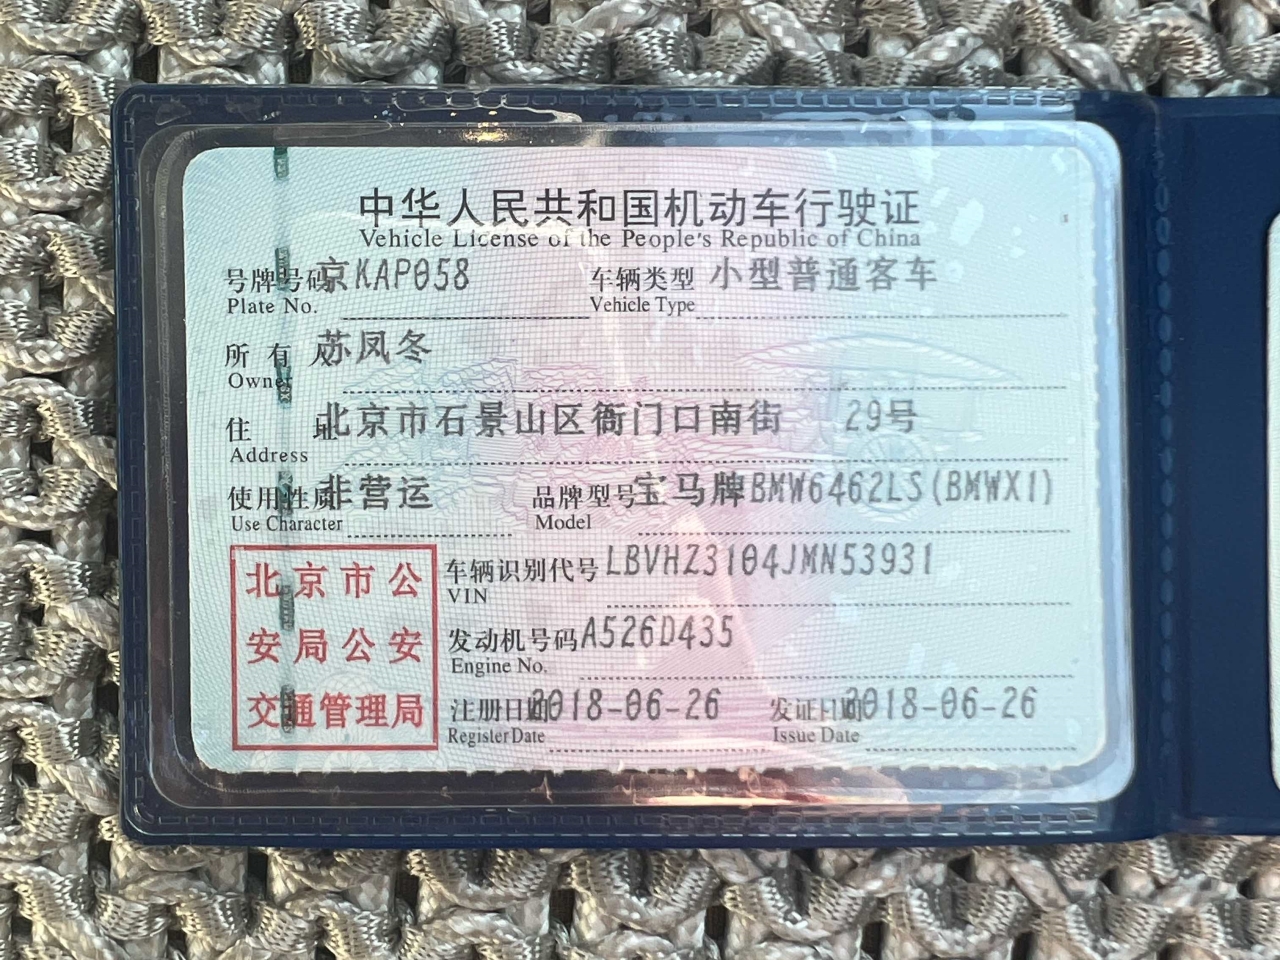 中华人民共和国机动车行驶证
Vehicle License of the People's Republic of China
号牌号码 京KAP058 车辆类型 小型普通客车
Plate No. Vehicle Type
所有人 苏凤冬
Owner
住址 北京市石景山区衙门口南街 29号
Address
使用性质 非营运 品牌型号 宝马牌BMW6462LS(BMWX1)
Use Character Model
车辆识别代号 LBVHZ3104JMN53931
VIN
发动机号码 A526D435
Engine No.
注册日期 2018-06-26 发证日期 2018-06-26
Register Date Issue Date
北京市公
安局公安
交通管理局